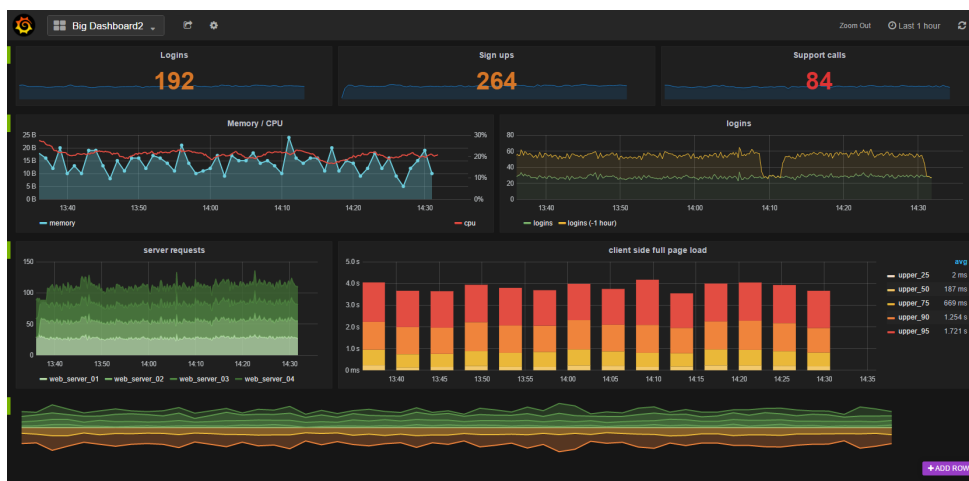 Big Dashboard2
Zoom Out
Last 1 hour
Logins
192
Sign ups
264
Support calls
84
Memory / CPU
25 B
20 B
15 B
10 B
5 B
0 B
30%
20%
10%
0%
13:40 13:50 14:00 14:10 14:20 14:30
memory
cpu
logins
80
60
40
20
0
13:40 13:50 14:00 14:10 14:20 14:30
logins logins (-1 hour)
server requests
150
100
50
0
13:40 13:50 14:00 14:10 14:20 14:30
web_server_01 web_server_02 web_server_03 web_server_04
client side full page load
5.0 s
4.0 s
3.0 s
2.0 s
1.0 s
0 ms
13:40 13:45 13:50 13:55 14:00 14:05 14:10 14:15 14:20 14:25 14:30 14:35
avg
upper_25 2 ms
upper_50 187 ms
upper_75 669 ms
upper_90 1.254 s
upper_95 1.721 s
+ ADD ROW